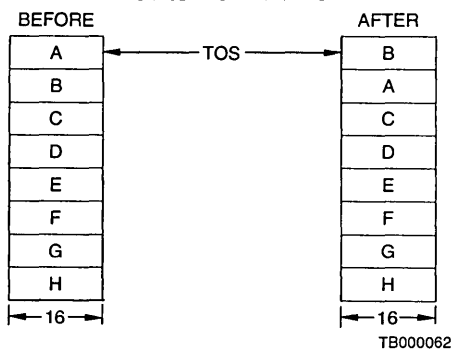 BEFORE AFTER
A TOS B
B A
C C
D D
E E
F F
G G
H H
16 16
TB000062